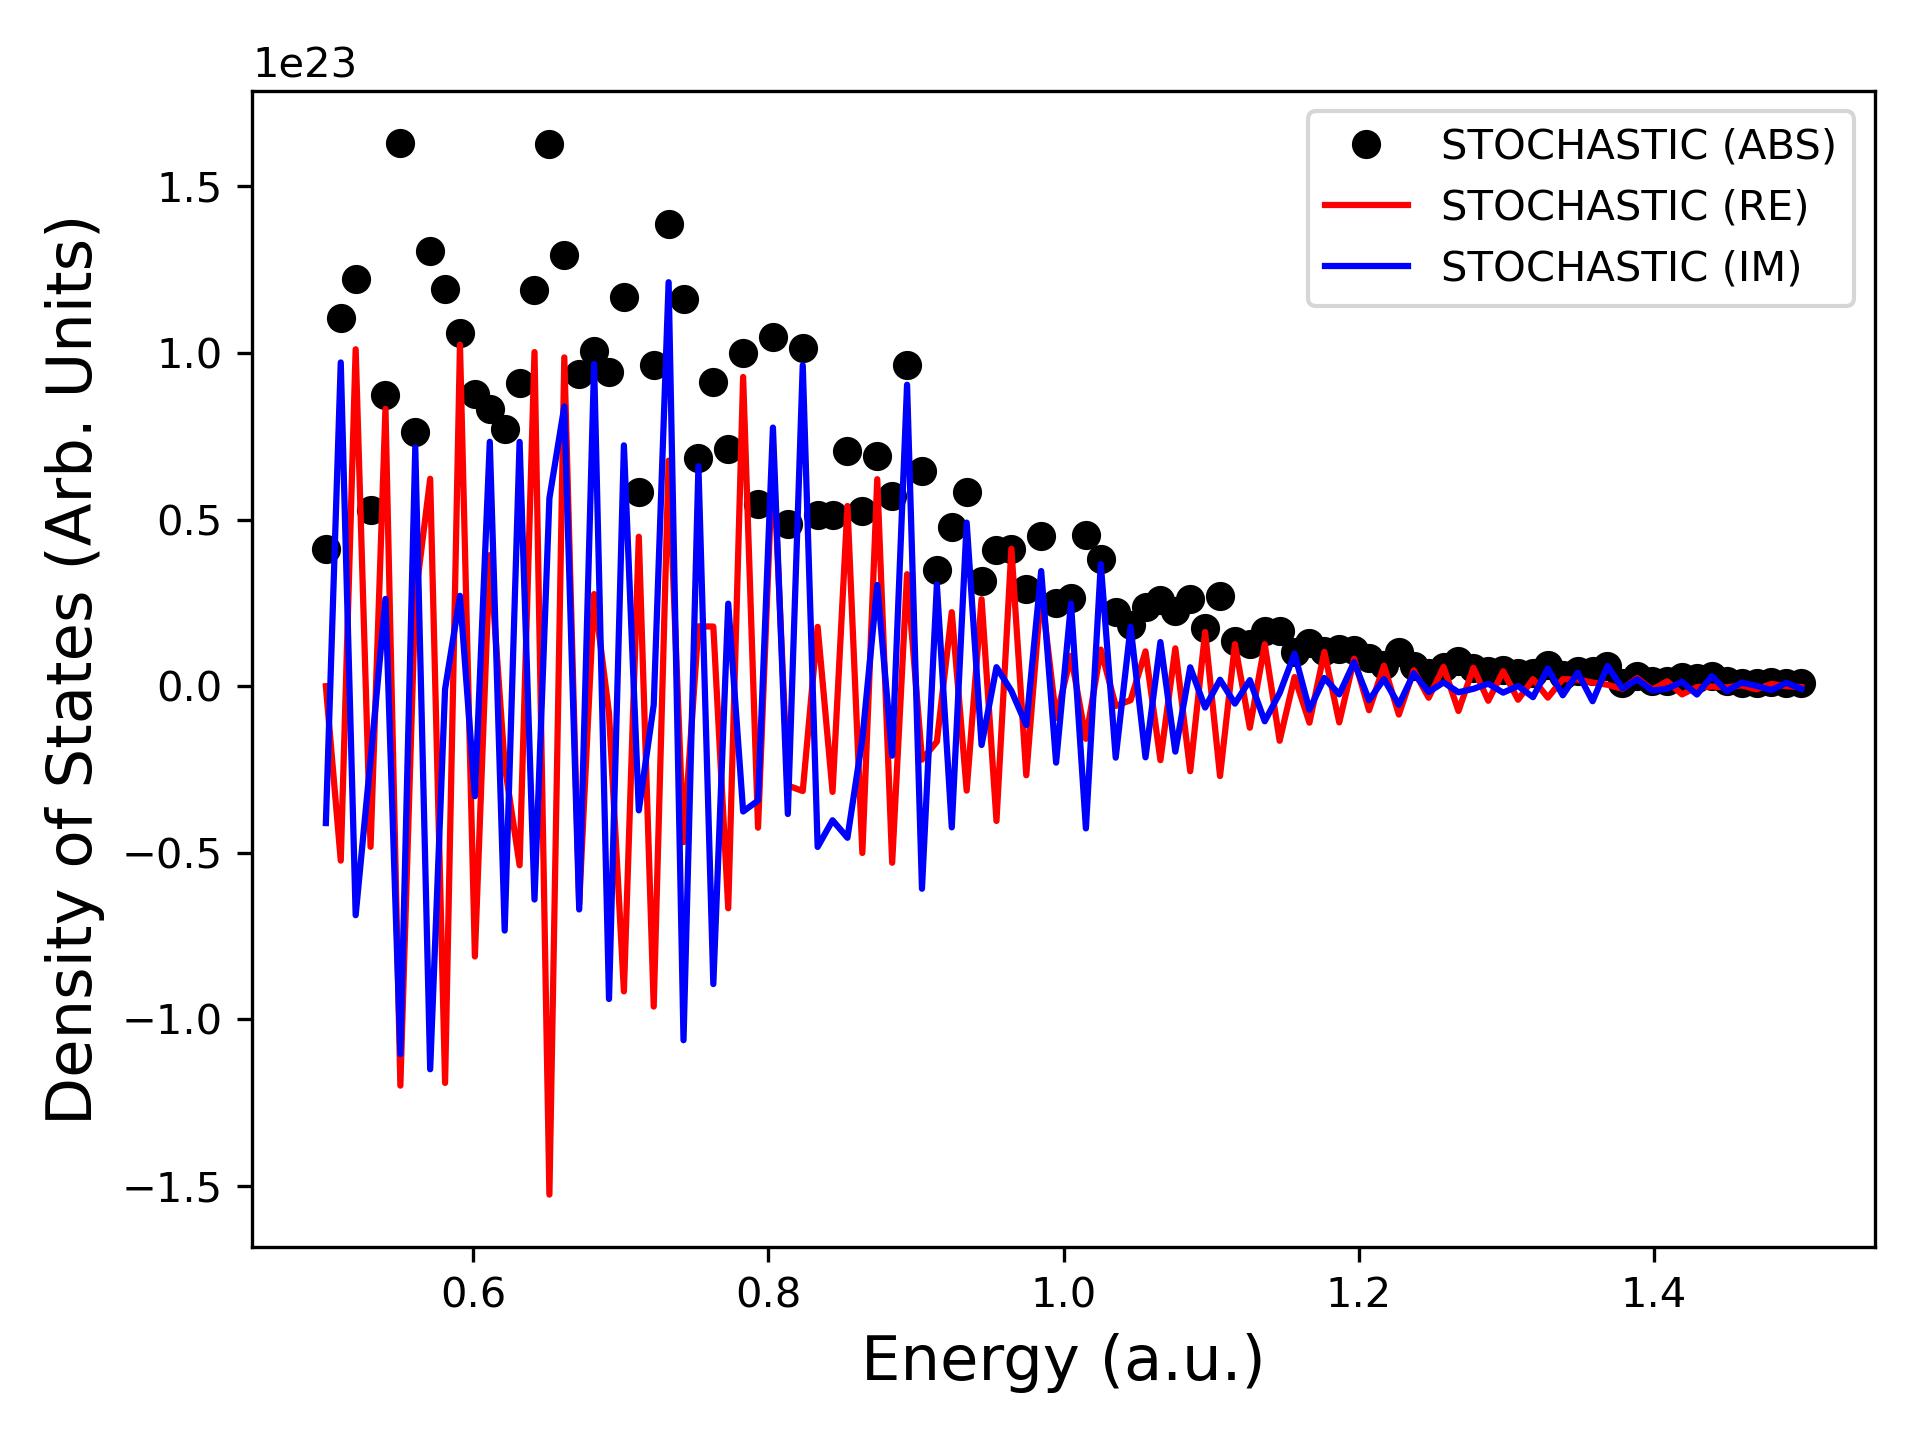 1e23
STOCHASTIC (ABS)
STOCHASTIC (RE)
STOCHASTIC (IM)
Density of States (Arb. Units)
1.5
1.0
0.5
0.0
−0.5
−1.0
−1.5
0.6 0.8 1.0 1.2 1.4
Energy (a.u.)